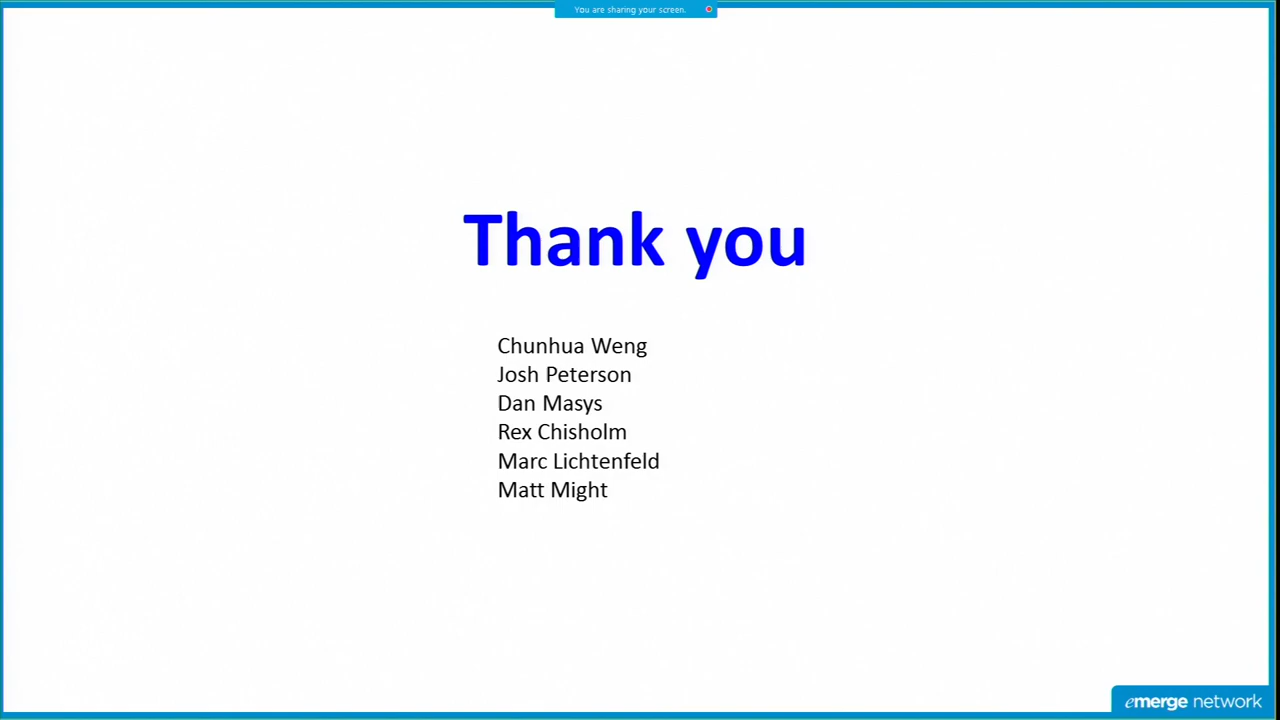 You are sharing your screen.
Thank you
Chunhua Weng
Josh Peterson
Dan Masys
Rex Chisholm
Marc Lichtenfeld
Matt Might
emerge network